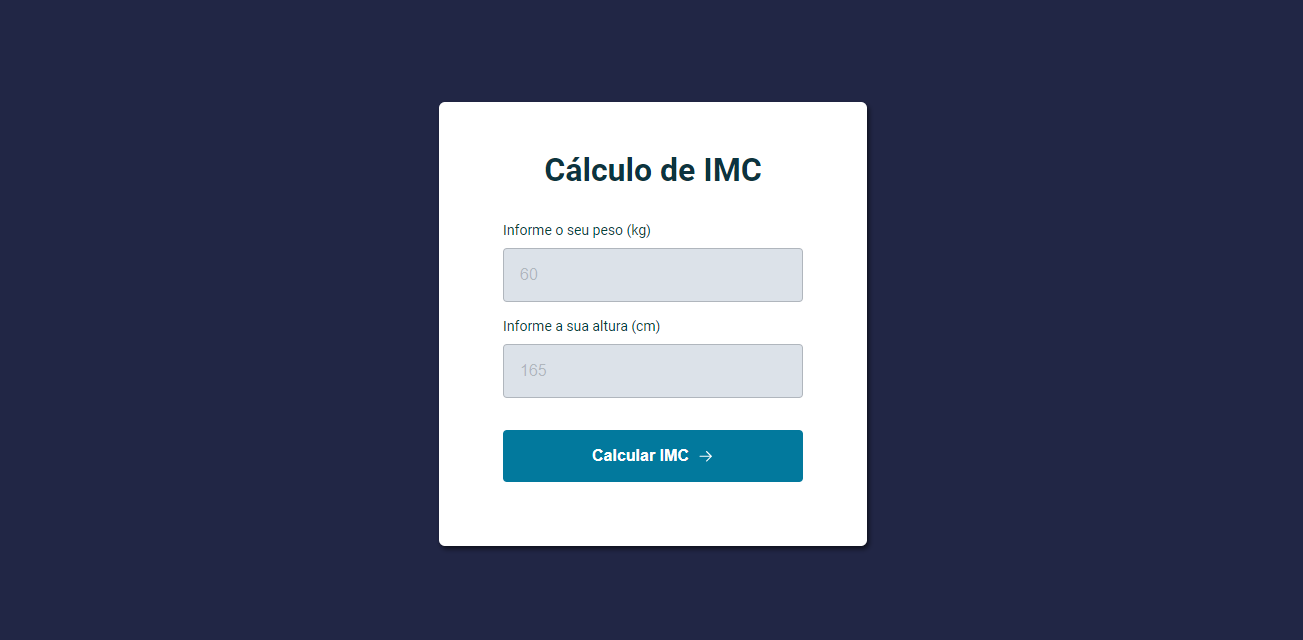 Cálculo de IMC
Informe o seu peso (kg)
60
Informe a sua altura (cm)
165
Calcular IMC →